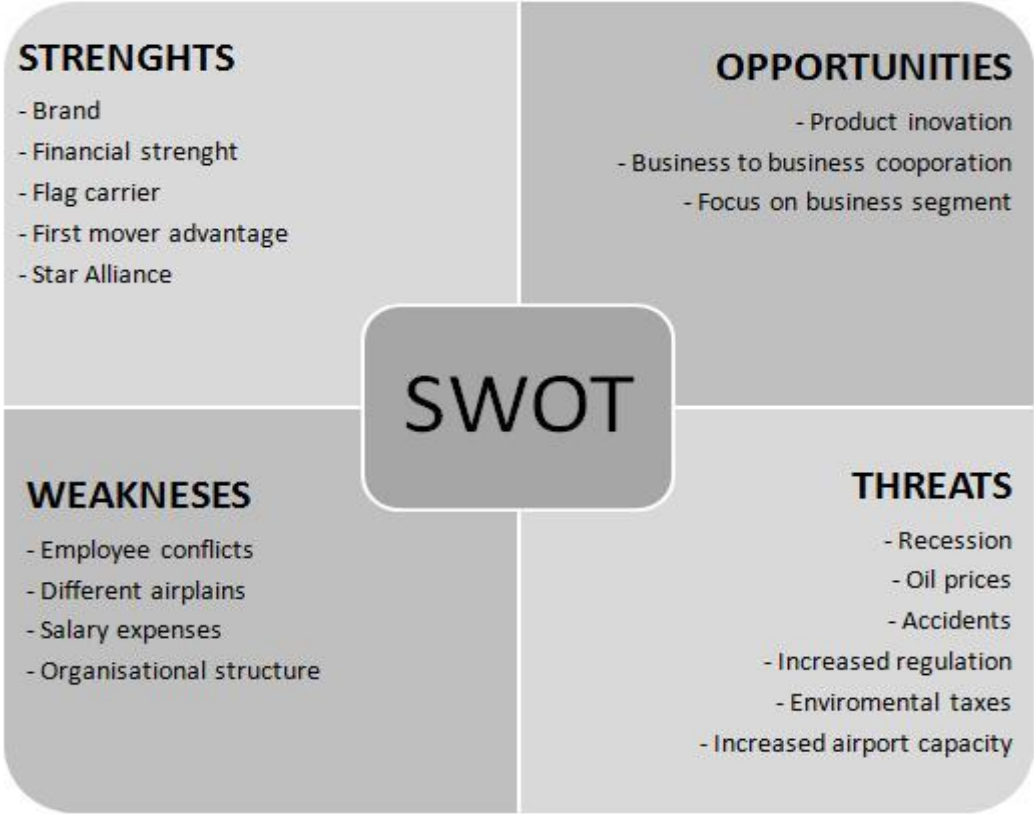 STRENGHTS
- Brand
- Financial strenght
- Flag carrier
- First mover advantage
- Star Alliance
OPPORTUNITIES
- Product inovation
- Business to business cooporation
- Focus on business segment
SWOT
WEAKNESES
- Employee conflicts
- Different airplains
- Salary expenses
- Organisational structure
THREATS
- Recession
- Oil prices
- Accidents
- Increased regulation
- Enviromental taxes
- Increased airport capacity